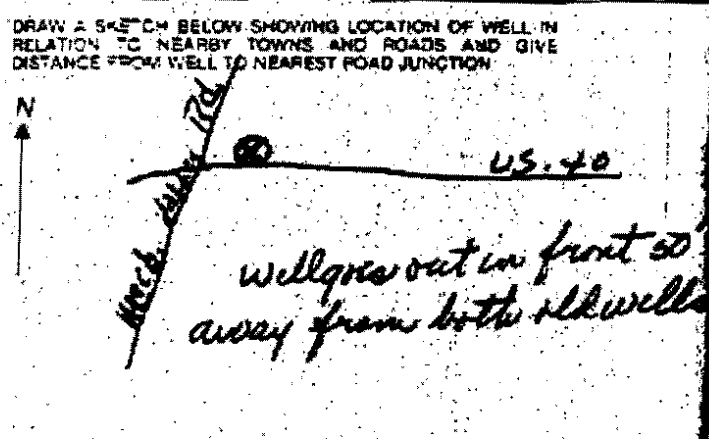 DRAW A SKETCH BELOW SHOWING LOCATION OF WELL IN
RELATION TO NEARBY TOWNS AND ROADS AND GIVE
DISTANCE FROM WELL TO NEAREST ROAD JUNCTION
N
Rd
U.S. 40
well goes out in front 50'
away from both old wells